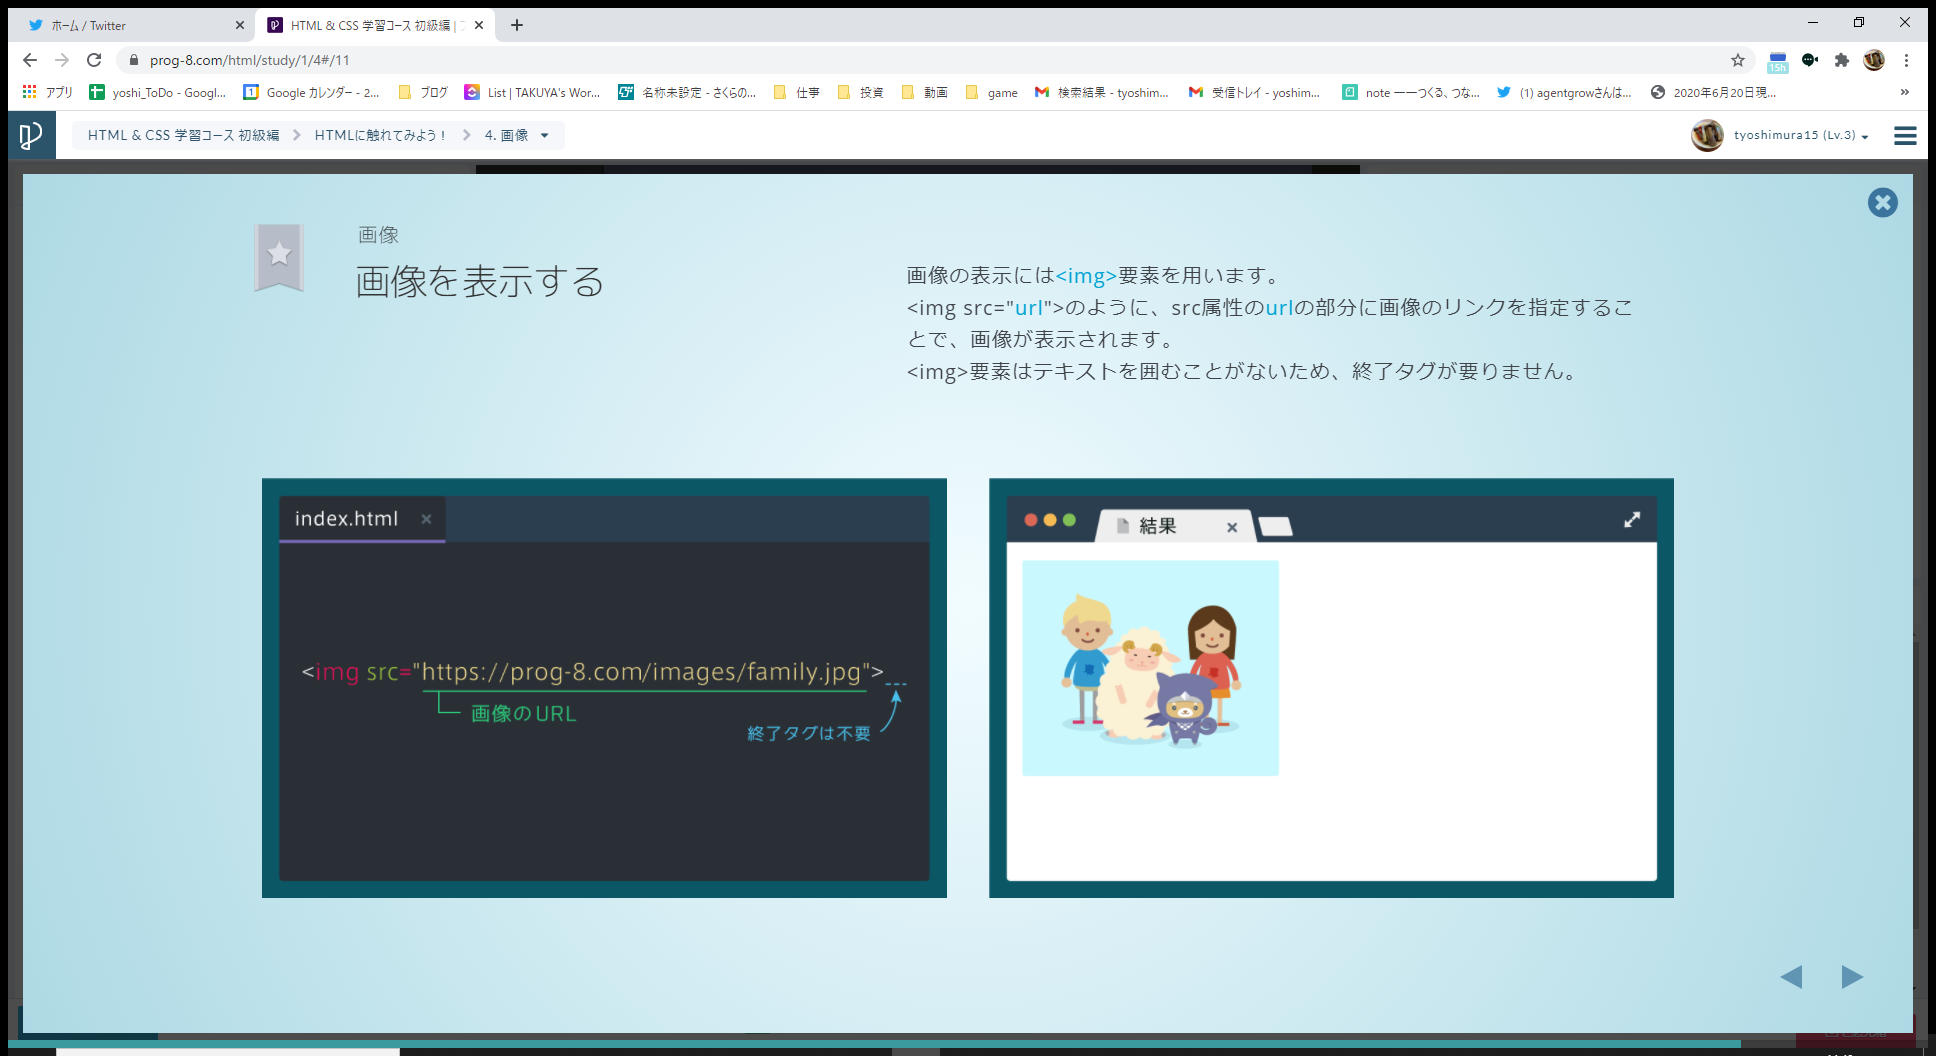 ホーム / Twitter
HTML & CSS 学習コース 初級編 |
prog-8.com/html/study/1/4#/11
15h
アプリ
yoshi_ToDo - Googl...
Google カレンダー - 2...
ブログ
List | TAKUYA's Wor...
名称未設定 - さくらの...
仕事
投資
動画
game
検索結果 - tyoshim...
受信トレイ - yoshim...
note ――つくる、つな...
(1) agentgrowさんは...
2020年6月20日現...
»
HTML & CSS 学習コース 初級編
HTMLに触れてみよう！
4. 画像
tyoshimura15 (Lv.3)
画像
画像を表示する
画像の表示には<img>要素を用います。
<img src="url">のように、src属性のurlの部分に画像のリンクを指定するこ
とで、画像が表示されます。
<img>要素はテキストを囲むことがないため、終了タグが要りません。
index.html
<img src="https://prog-8.com/images/family.jpg">
画像のURL
終了タグは不要
結果